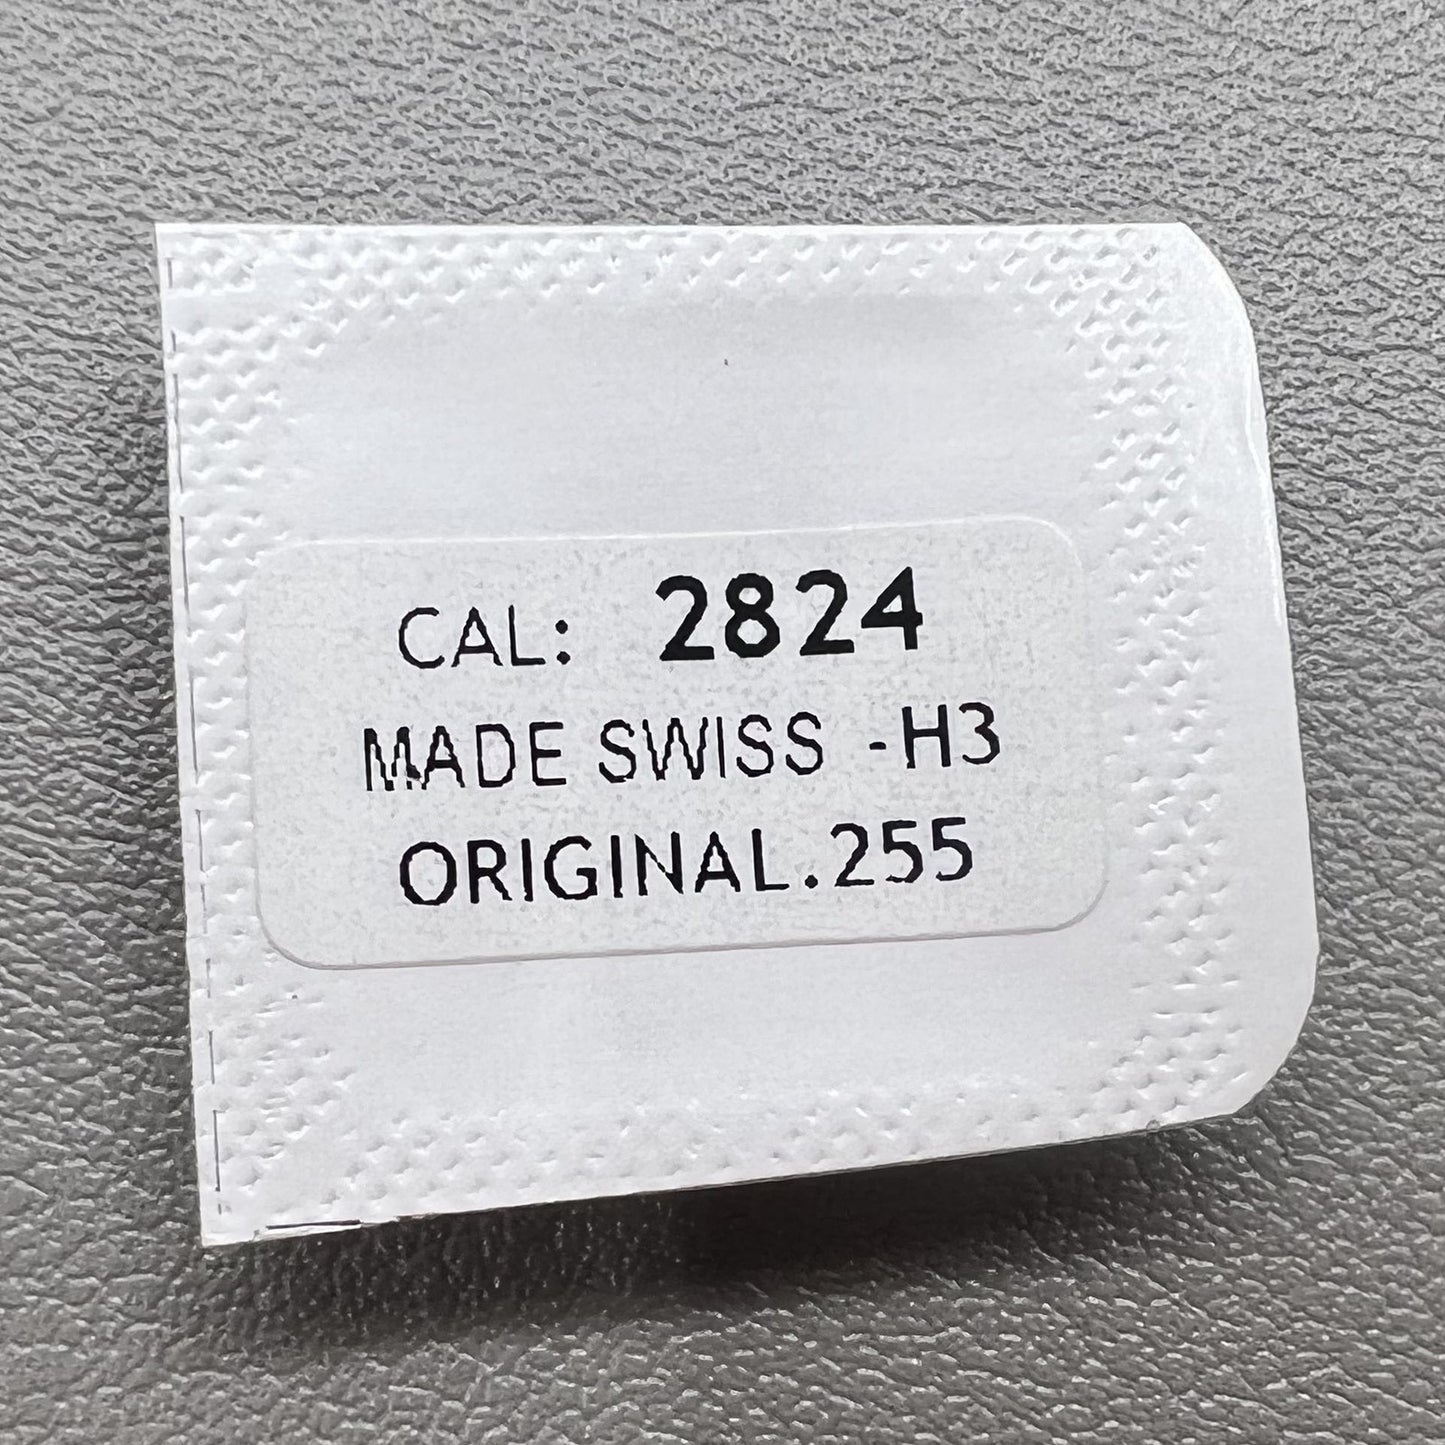 CAL: 2824
MADE SWISS -H3
ORIGINAL.255